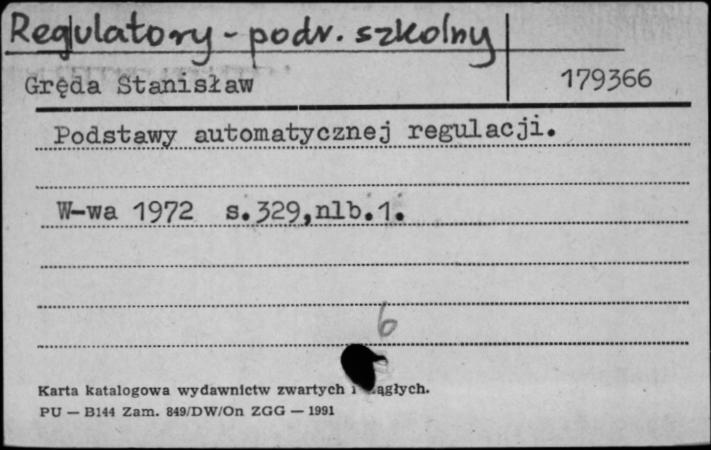 Regulatory - podr. szkolny
Gręda Stanisław 179366
Podstawy automatycznej regulacji.
W-wa 1972 s.329,nlb.1.
6
Karta katalogowa wydawnictw zwartych i
PU — B144 Zam. 849/DW/On ZGG — 1991